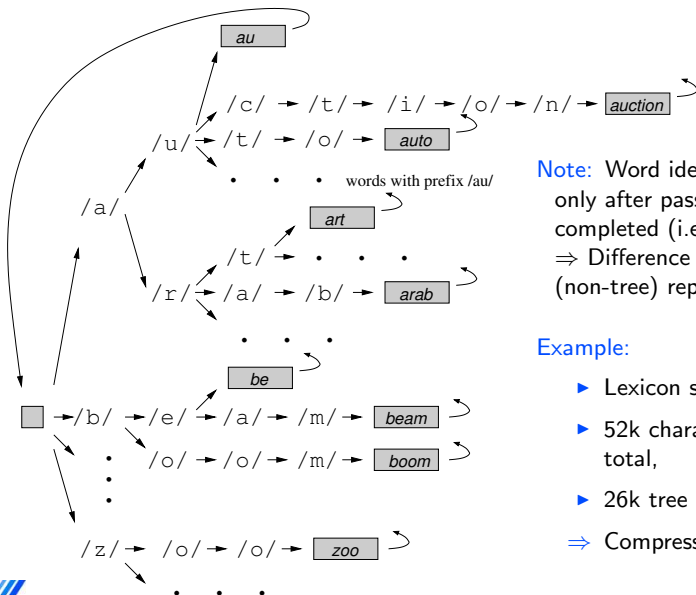 au
/c/ /t/ /i/ /o/ /n/ auction
/u/ /t/ /o/ auto
• • • words with prefix /au/
/a/
art
/t/ • • •
/r/ /a/ /b/ arab
• • •
be
/b/ /e/ /a/ /m/ beam
/o/ /o/ /m/ boom
/z/ /o/ /o/ zoo
• • •
Note: Word ide
only after pass
completed (i.e
⇒ Difference
(non-tree) rep
Example:
▶ Lexicon s
▶ 52k chara
total,
▶ 26k tree
⇒ Compress